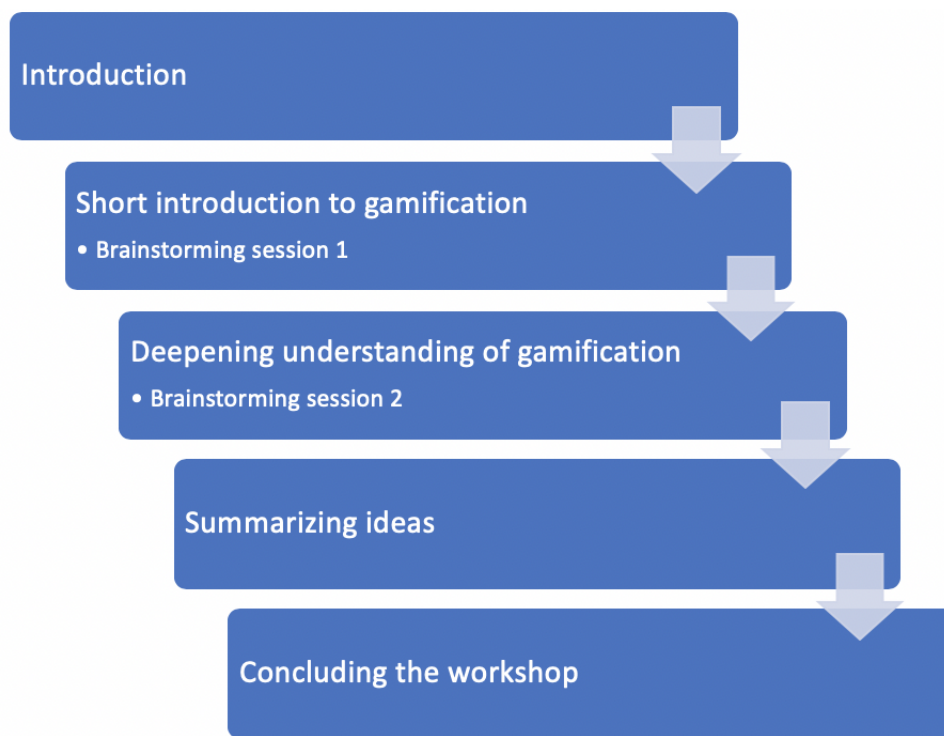 Introduction
Short introduction to gamification
• Brainstorming session 1
Deepening understanding of gamification
• Brainstorming session 2
Summarizing ideas
Concluding the workshop